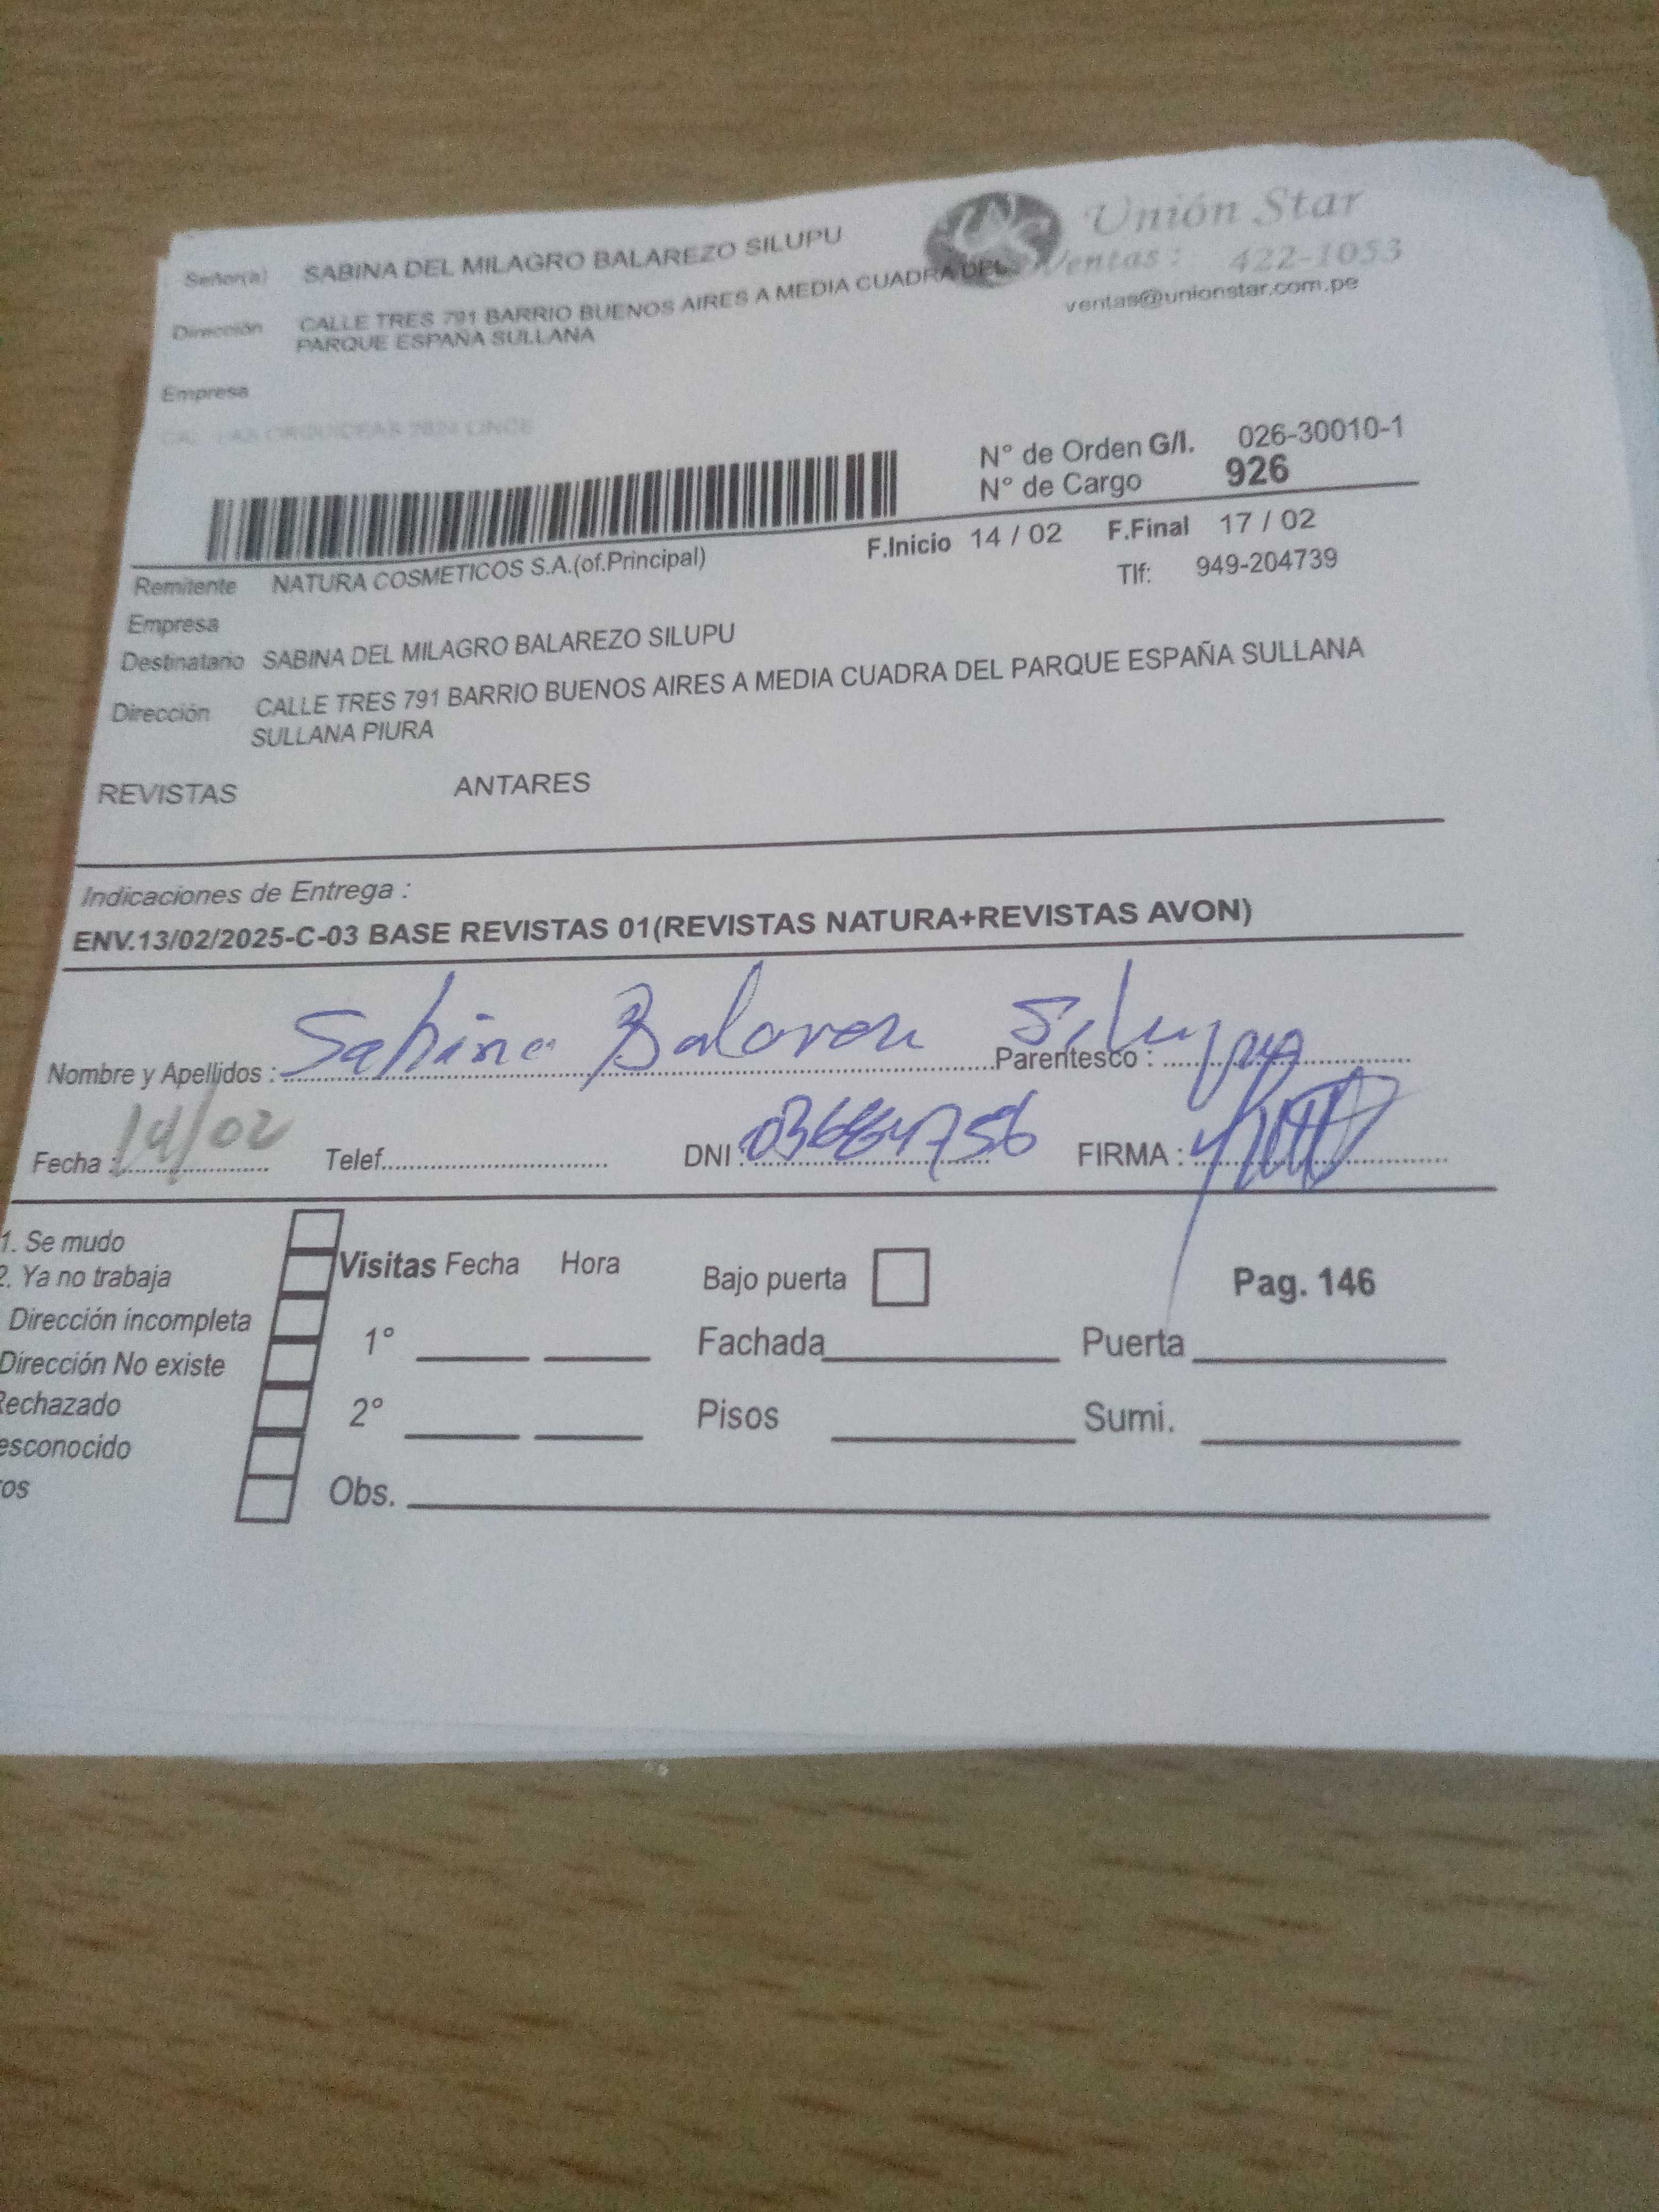 Unión Star
Señor(a) SABINA DEL MILAGRO BALAREZO SILUPU
Ventas : 422-1053
Dirección CALLE TRES 791 BARRIO BUENOS AIRES A MEDIA CUADRA DEL
PARQUE ESPAÑA SULLANA
ventas@unionstar.com.pe
Empresa
N° de Orden G/I. 026-30010-1
N° de Cargo 926
F.Inicio 14 / 02 F.Final 17 / 02
Remitente NATURA COSMETICOS S.A.(of.Principal)
Tlf: 949-204739
Empresa
Destinatario SABINA DEL MILAGRO BALAREZO SILUPU
Dirección CALLE TRES 791 BARRIO BUENOS AIRES A MEDIA CUADRA DEL PARQUE ESPAÑA SULLANA
SULLANA PIURA
REVISTAS ANTARES
Indicaciones de Entrega :
ENV.13/02/2025-C-03 BASE REVISTAS 01(REVISTAS NATURA+REVISTAS AVON)
Nombre y Apellidos : Sabina Silupu Parentesco :
Fecha : 14/02 Telef. DNI : FIRMA :
1. Se mudo
2. Ya no trabaja
Dirección incompleta
Dirección No existe
Rechazado
esconocido
ros
Visitas Fecha Hora
1°
2°
Obs.
Bajo puerta
Pag. 146
Fachada Puerta
Pisos Sumi.